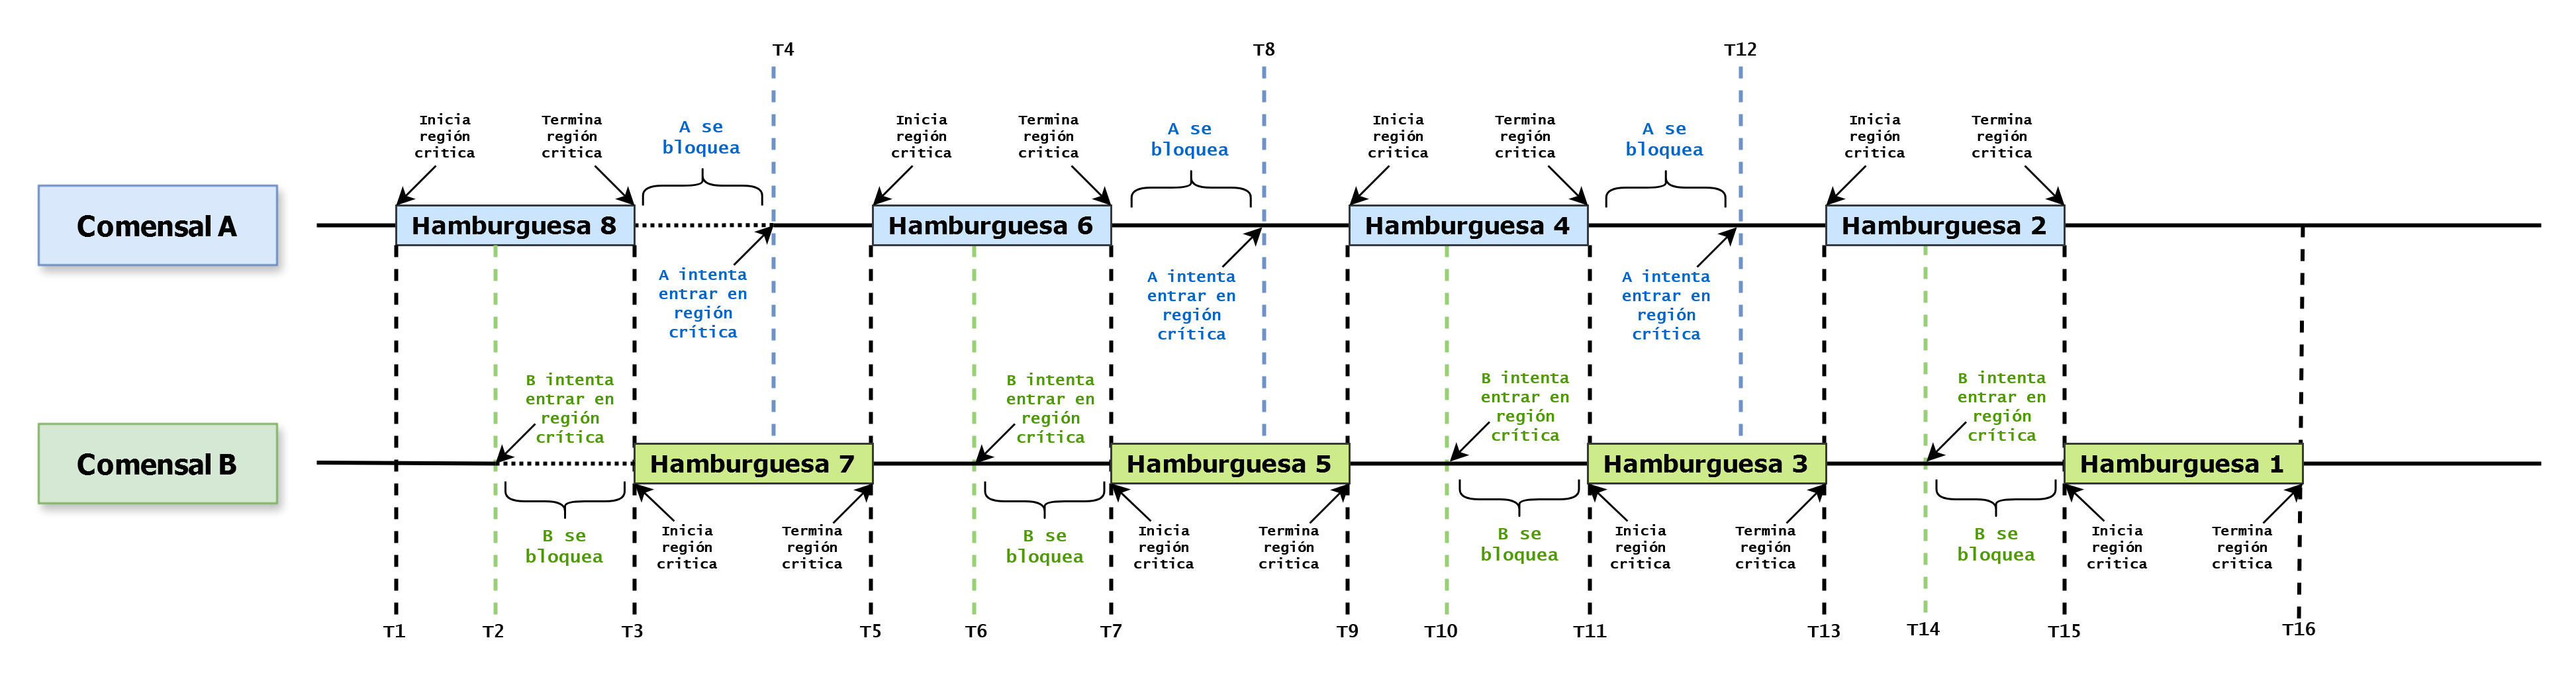 T4
T8
T12
Inicia
región
critica
Termina
región
critica
A se
bloquea
Inicia
región
critica
Termina
región
critica
A se
bloquea
Inicia
región
critica
Termina
región
critica
A se
bloquea
Inicia
región
critica
Termina
región
critica
Comensal A
Hamburguesa 8
Hamburguesa 6
Hamburguesa 4
Hamburguesa 2
A intenta
entrar en
región
crítica
A intenta
entrar en
región
crítica
A intenta
entrar en
región
crítica
B intenta
entrar en
región
crítica
B intenta
entrar en
región
crítica
B intenta
entrar en
región
crítica
B intenta
entrar en
región
crítica
Comensal B
Hamburguesa 7
Hamburguesa 5
Hamburguesa 3
Hamburguesa 1
B se
bloquea
Inicia
región
critica
Termina
región
critica
B se
bloquea
Inicia
región
critica
Termina
región
critica
B se
bloquea
Inicia
región
critica
Termina
región
critica
B se
bloquea
Inicia
región
critica
Termina
región
critica
T1
T2
T3
T5
T6
T7
T9
T10
T11
T13
T14
T15
T16